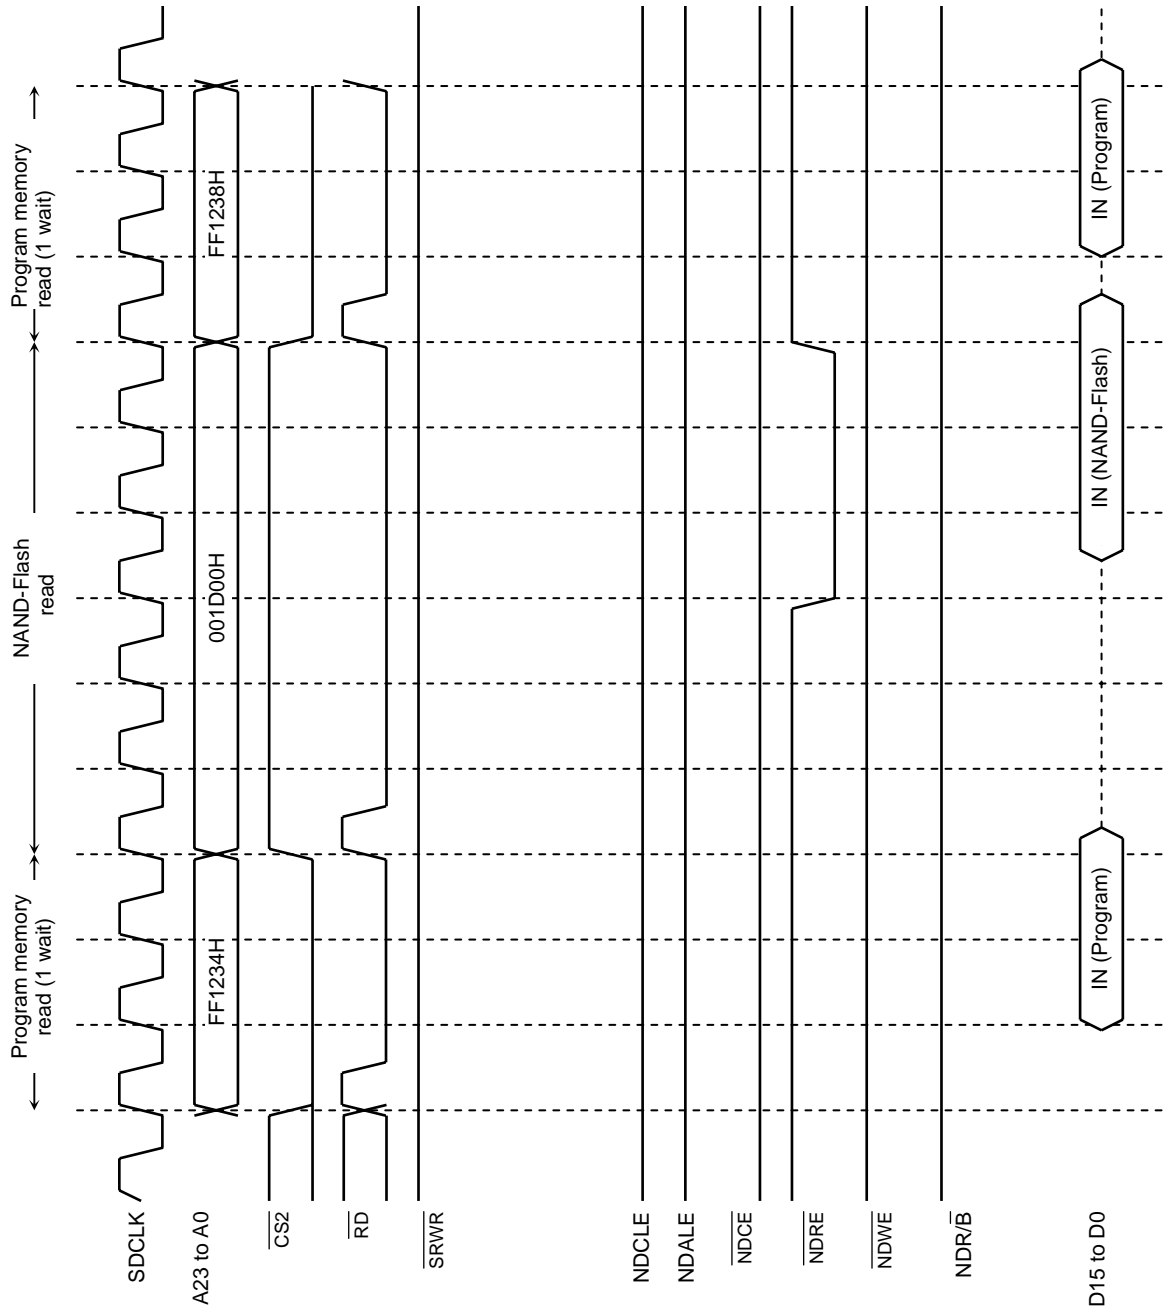 Program memory
read (1 wait)
NAND-Flash
read
Program memory
read (1 wait)
SDCLK
A23 to A0
FF1234H
001D00H
FF1238H
CS2
RD
SRWR
NDCLE
NDALE
NDCE
NDRE
NDWE
NDR/B
D15 to D0
IN (Program)
IN (NAND-Flash)
IN (Program)